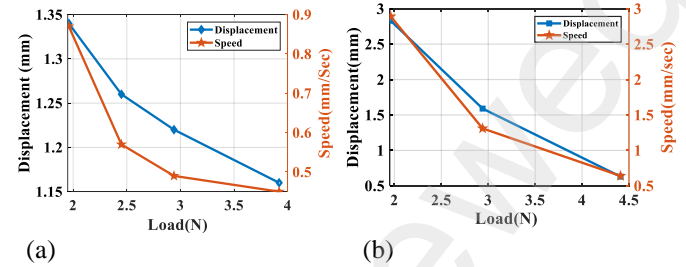 1.35
1.3
1.25
1.2
1.15
Displacement (mm)
Displacement
Speed
0.9
0.8
0.7
0.6
0.5
Speed(mm/Sec)
2
2.5
3
3.5
4
Load(N)
(a)
3
2.5
2
1.5
1
0.5
Displacement(mm)
Displacement
Speed
3
2.5
2
1.5
1
0.5
Speed(mm/sec)
2
2.5
3
3.5
4
4.5
Load(N)
(b)